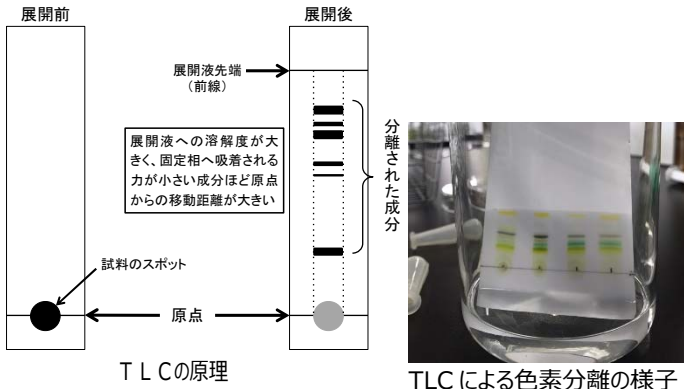 展開前
展開後
展開液先端
(前線)
展開液への溶解度が大
きく、固定相へ吸着される
力が小さい成分ほど原点
からの移動距離が大きい
分離された成分
試料のスポット
原点
TLCの原理
TLCによる色素分離の様子